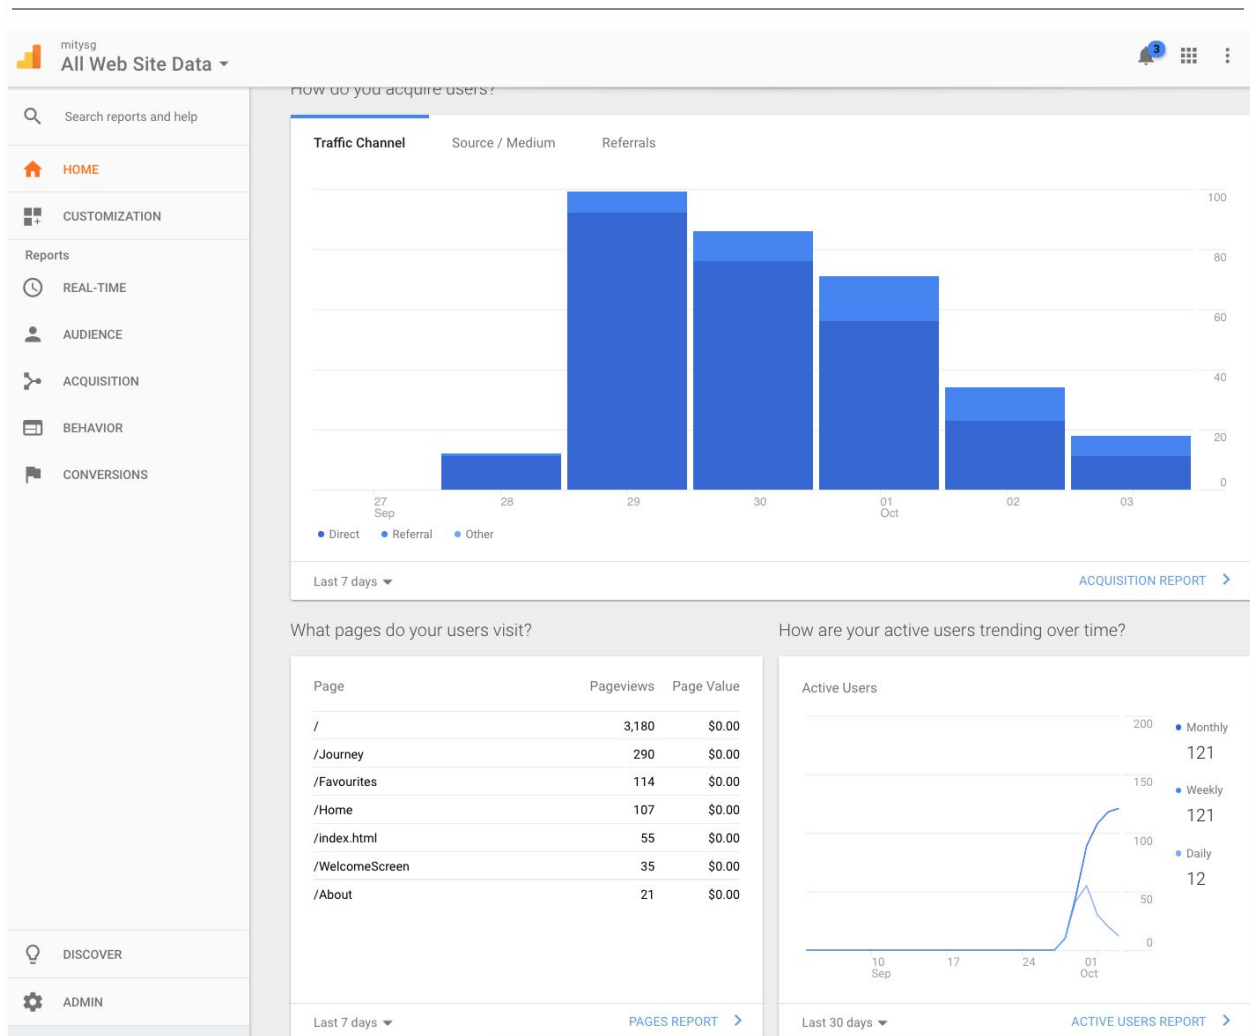 mitysg
All Web Site Data
3
Search reports and help
HOME
CUSTOMIZATION
Reports
REAL-TIME
AUDIENCE
ACQUISITION
BEHAVIOR
CONVERSIONS
DISCOVER
ADMIN
How do you acquire users?
Traffic Channel Source / Medium Referrals
100
80
60
40
20
0
27 28 29 30 01 02 03
Sep Oct
Direct Referral Other
Last 7 days ACQUISITION REPORT
What pages do your users visit?
Page Pageviews Page Value
/ 3,180 $0.00
/Journey 290 $0.00
/Favourites 114 $0.00
/Home 107 $0.00
/index.html 55 $0.00
/WelcomeScreen 35 $0.00
/About 21 $0.00
Last 7 days PAGES REPORT
How are your active users trending over time?
Active Users
200
150
100
50
0
10 17 24 01
Sep Oct
Monthly
121
Weekly
121
Daily
12
Last 30 days ACTIVE USERS REPORT